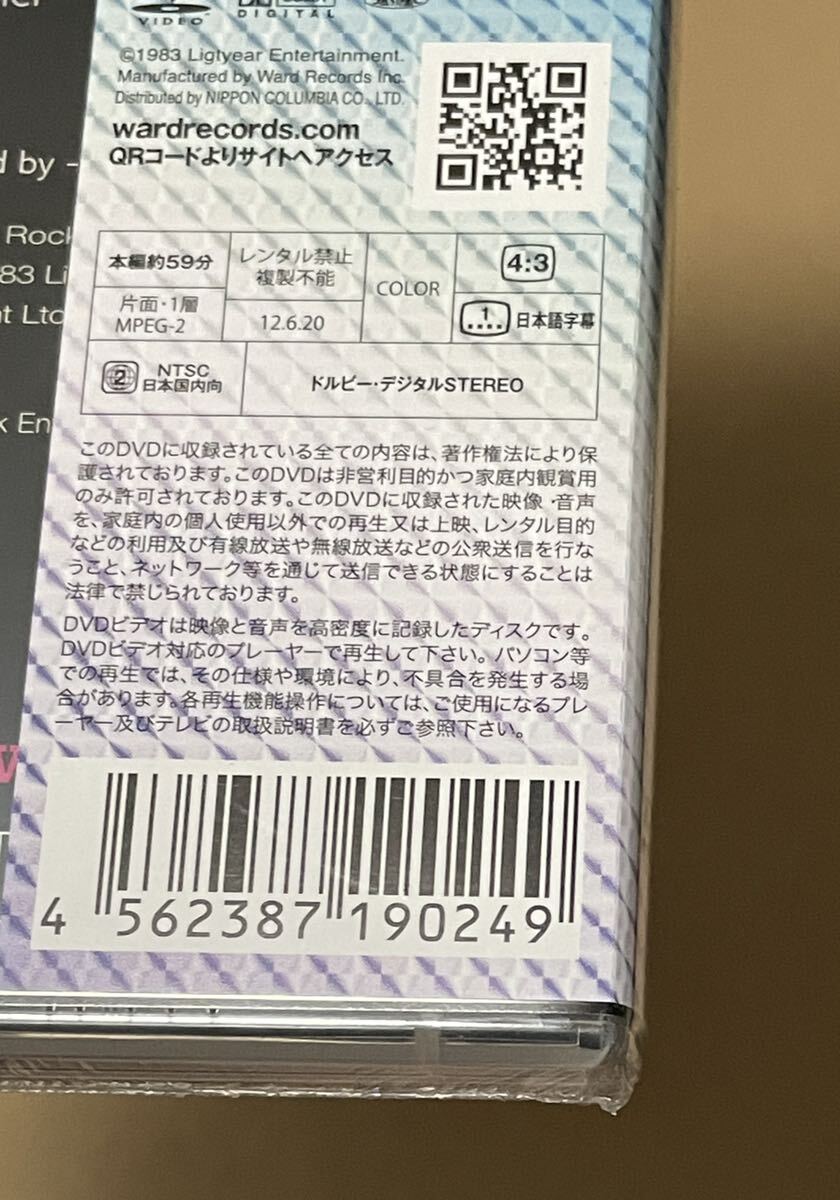 VIDEO
DIGITAL
©1983 Ligtyear Entertainment.
Manufactured by Ward Records Inc.
Distributed by NIPPON COLUMBIA CO., LTD.
wardrecords.com
QRコードよりサイトへアクセス
d by -
Rock
83 Li
nt Ltd
k En
本編約59分
レンタル禁止
複製不能
COLOR
4:3
片面・1層
MPEG-2
12.6.20
1
日本語字幕
2
NTSC
日本国内向
ドルビー・デジタルSTEREO
このDVDに収録されている全ての内容は、著作権法により保
護されております。このDVDは非営利目的かつ家庭内観賞用
のみ許可されております。このDVDに収録された映像・音声
を、家庭内の個人使用以外での再生又は上映、レンタル目的
などの利用及び有線放送や無線放送などの公衆送信を行な
うこと、ネットワーク等を通じて送信できる状態にすることは
法律で禁じられております。
DVDビデオは映像と音声を高密度に記録したディスクです。
DVDビデオ対応のプレーヤーで再生して下さい。パソコン等
での再生では、その仕様や環境により、不具合を発生する場
合があります。各再生機能操作については、ご使用になるプレ
ーヤー及びテレビの取扱説明書を必ずご参照下さい。
4 562387 190249